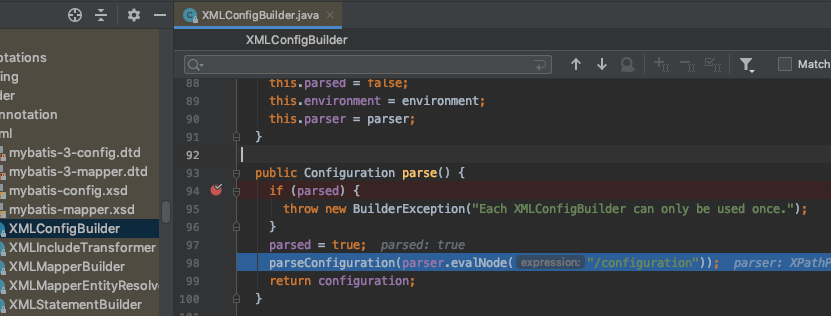 XMLConfigBuilder.java
XMLConfigBuilder
Match
notations
ing
der
nnotation
ml
mybatis-3-config.dtd
mybatis-3-mapper.dtd
mybatis-config.xsd
mybatis-mapper.xsd
XMLConfigBuilder
XMLIncludeTransformer
XMLMapperBuilder
XMLMapperEntityResolve
XMLStatementBuilder
88 this.parsed = false;
89 this.environment = environment;
90 this.parser = parser;
91 }
92
93 public Configuration parse() {
94 if (parsed) {
95 throw new BuilderException("Each XMLConfigBuilder can only be used once.");
96 }
97 parsed = true; parsed: true
98 parseConfiguration(parser.evalNode( expression: "/configuration")); parser: XPathP
99 return configuration;
100 }